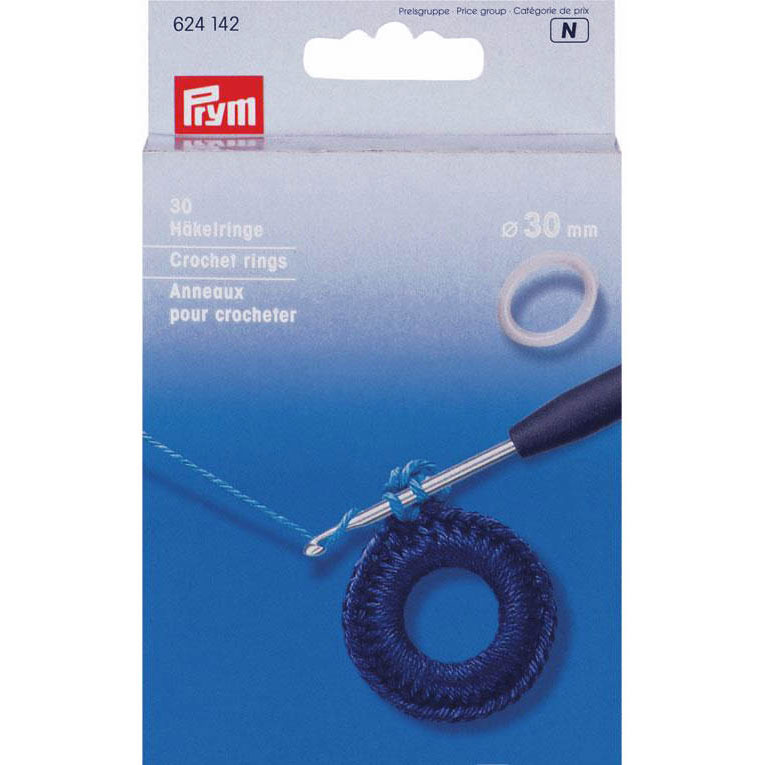 624 142
Preisgruppe · Price group · Catégorie de prix
N
Prym
30
Häkelringe
Crochet rings
Anneaux
pour crocheter
ø 30 mm